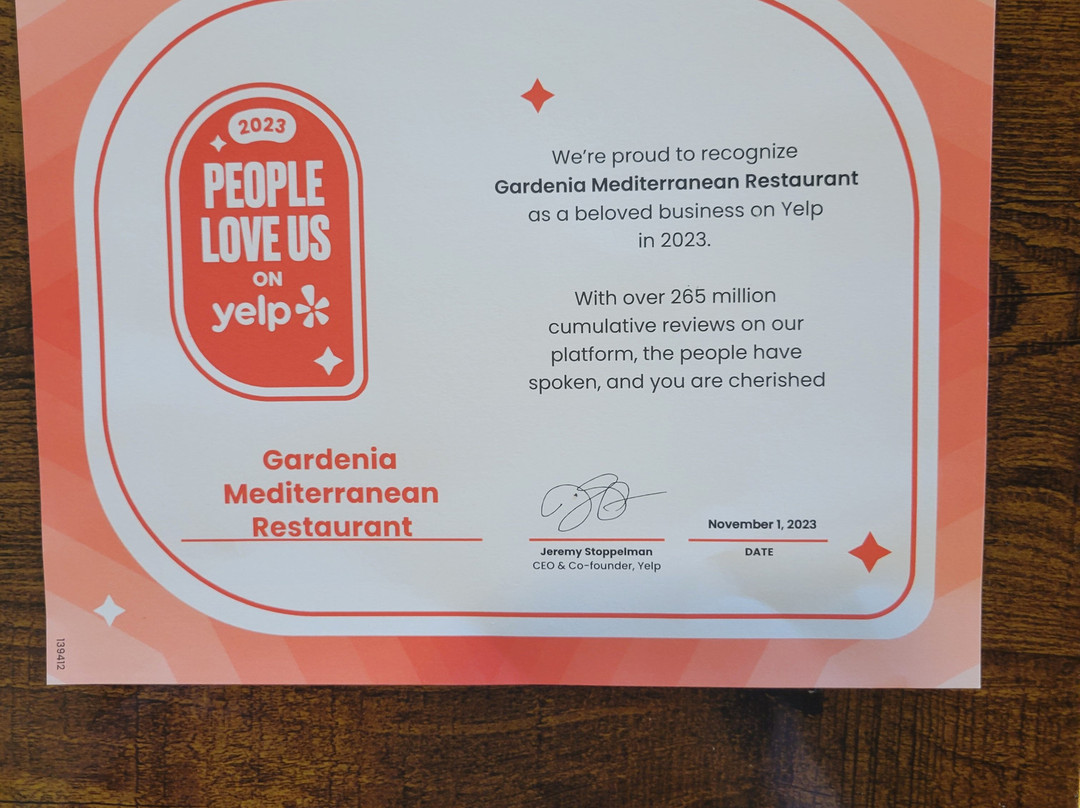 2023
PEOPLE
LOVE US
ON
yelp
Gardenia
Mediterranean
Restaurant
We're proud to recognize
Gardenia Mediterranean Restaurant
as a beloved business on Yelp
in 2023.
With over 265 million
cumulative reviews on our
platform, the people have
spoken, and you are cherished
Jeremy Stoppelman
CEO & Co-founder, Yelp
November 1, 2023
DATE
139412